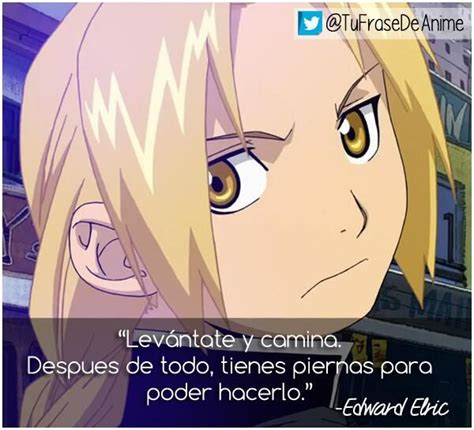 @TuFraseDeAnime
“Levántate y camina.
Despues de todo, tienes piernas para
poder hacerlo.”
-Edward Elric